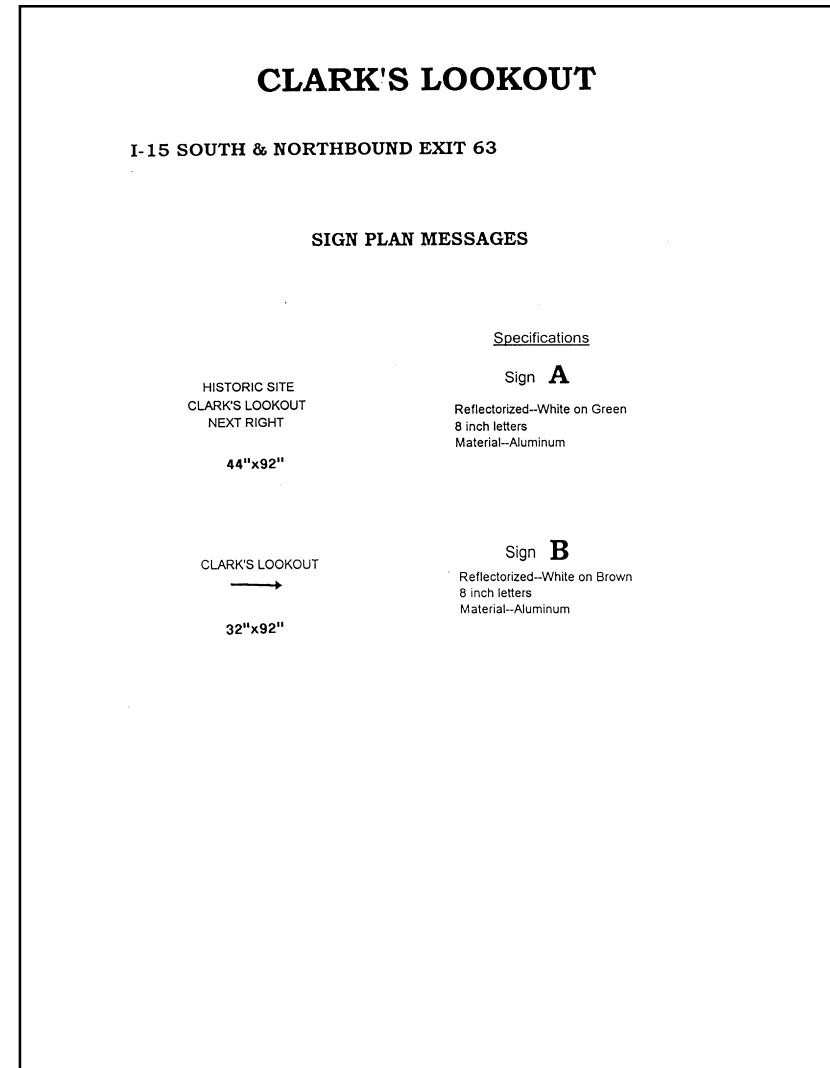 CLARK'S LOOKOUT
I-15 SOUTH & NORTHBOUND EXIT 63
SIGN PLAN MESSAGES
Specifications
HISTORIC SITE
CLARK'S LOOKOUT
NEXT RIGHT
44"x92"
Sign A
Reflectorized--White on Green
8 inch letters
Material--Aluminum
CLARK'S LOOKOUT
32"x92"
Sign B
Reflectorized--White on Brown
8 inch letters
Material--Aluminum